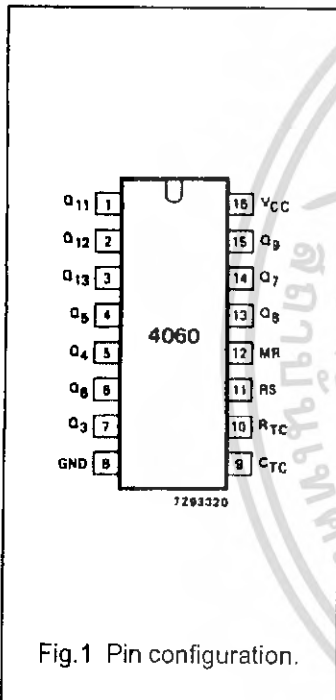 Q11 1 16 VCC
Q12 2 15 Q9
Q13 3 14 Q7
Q5 4 13 Q8
Q4 5 4060 12 MR
Q6 6 11 RS
Q3 7 10 RTC
GND 8 9 CTC
7293320
Fig.1 Pin configuration.